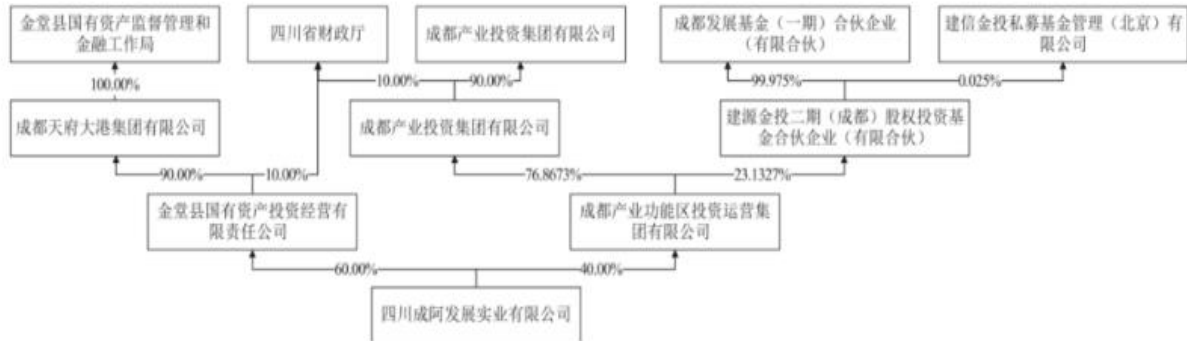 金堂县国有资产监督管理和
金融工作局
四川省财政厅
成都产业投资集团有限公司
成都发展基金（一期）合伙企业
（有限合伙）
建信金投私募基金管理（北京）有
限公司
100.00%
10.00%
90.00%
99.975%
0.025%
成都天府大港集团有限公司
成都产业投资集团有限公司
建源金投二期（成都）股权投资基
金合伙企业（有限合伙）
90.00%
10.00%
76.8673%
23.1327%
金堂县国有资产投资经营有
限责任公司
成都产业功能区投资运营集
团有限公司
60.00%
40.00%
四川成阿发展实业有限公司